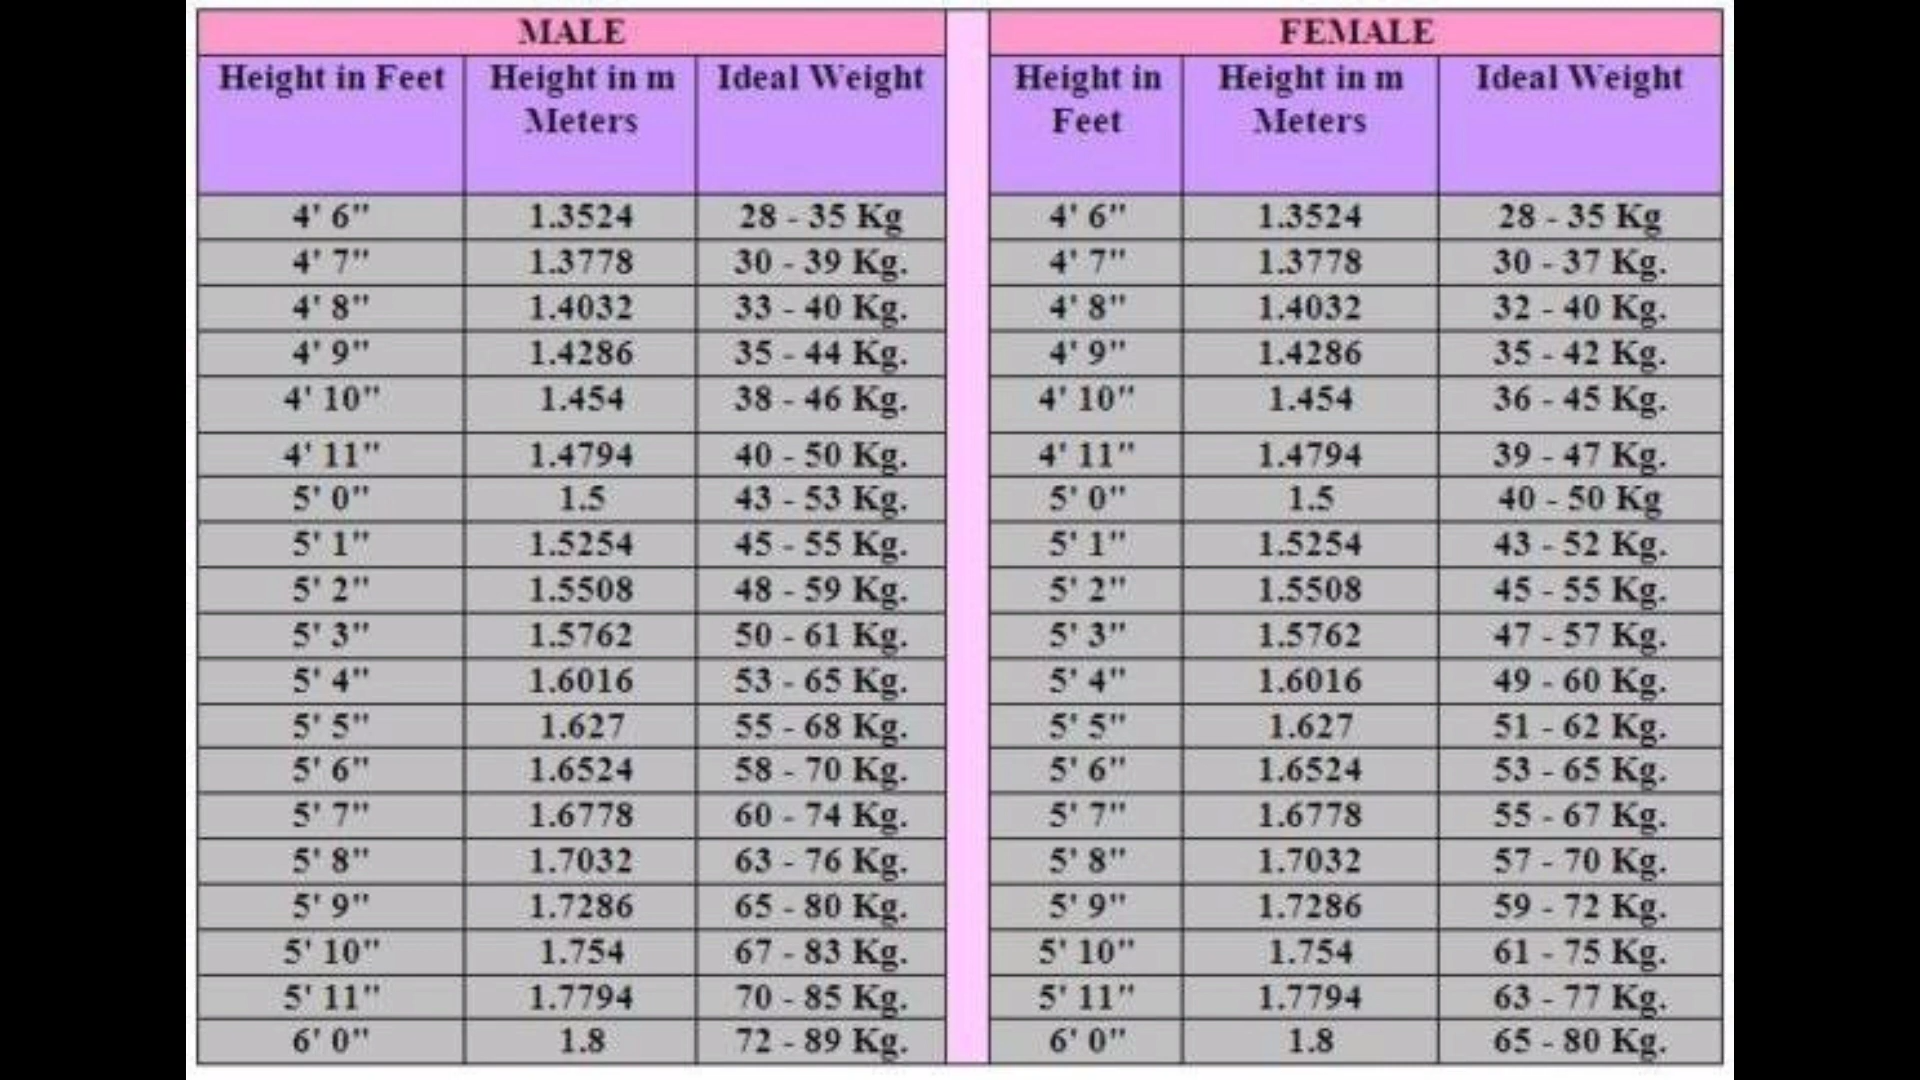 MALE FEMALE
Height in Feet Height in m Ideal Weight Height in Height in m Ideal Weight
Meters Feet Meters
4' 6" 1.3524 28 - 35 Kg 4' 6" 1.3524 28 - 35 Kg
4' 7" 1.3778 30 - 39 Kg. 4' 7" 1.3778 30 - 37 Kg.
4' 8" 1.4032 33 - 40 Kg. 4' 8" 1.4032 32 - 40 Kg.
4' 9" 1.4286 35 - 44 Kg. 4' 9" 1.4286 35 - 42 Kg.
4' 10" 1.454 38 - 46 Kg. 4' 10" 1.454 36 - 45 Kg.
4' 11" 1.4794 40 - 50 Kg. 4' 11" 1.4794 39 - 47 Kg.
5' 0" 1.5 43 - 53 Kg. 5' 0" 1.5 40 - 50 Kg
5' 1" 1.5254 45 - 55 Kg. 5' 1" 1.5254 43 - 52 Kg.
5' 2" 1.5508 48 - 59 Kg. 5' 2" 1.5508 45 - 55 Kg.
5' 3" 1.5762 50 - 61 Kg. 5' 3" 1.5762 47 - 57 Kg.
5' 4" 1.6016 53 - 65 Kg. 5' 4" 1.6016 49 - 60 Kg.
5' 5" 1.627 55 - 68 Kg. 5' 5" 1.627 51 - 62 Kg.
5' 6" 1.6524 58 - 70 Kg. 5' 6" 1.6524 53 - 65 Kg.
5' 7" 1.6778 60 - 74 Kg. 5' 7" 1.6778 55 - 67 Kg.
5' 8" 1.7032 63 - 76 Kg. 5' 8" 1.7032 57 - 70 Kg.
5' 9" 1.7286 65 - 80 Kg. 5' 9" 1.7286 59 - 72 Kg.
5' 10" 1.754 67 - 83 Kg. 5' 10" 1.754 61 - 75 Kg.
5' 11" 1.7794 70 - 85 Kg. 5' 11" 1.7794 63 - 77 Kg.
6' 0" 1.8 72 - 89 Kg. 6' 0" 1.8 65 - 80 Kg.